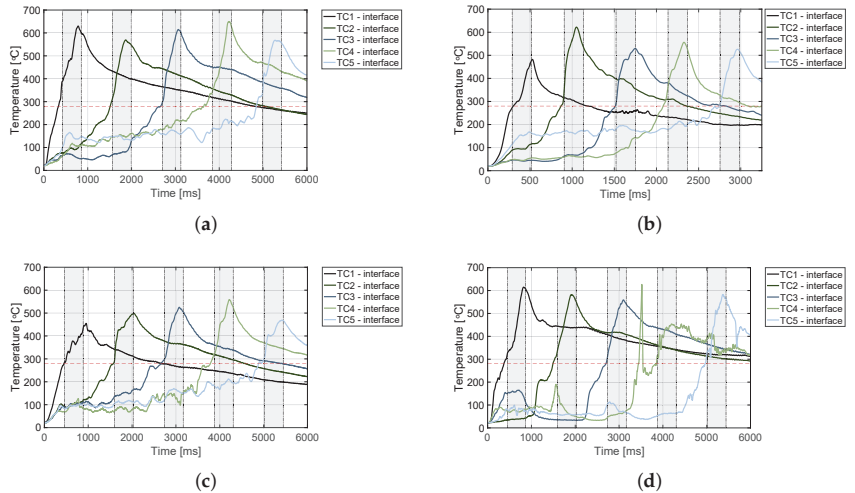 700
600
500
400
300
200
100
0
Temperature [°C]
0 1000 2000 3000 4000 5000 6000
Time [ms]
TC1 - interface
TC2 - interface
TC3 - interface
TC4 - interface
TC5 - interface
(a)
700
600
500
400
300
200
100
0
Temperature [°C]
0 500 1000 1500 2000 2500 3000
Time [ms]
TC1 - interface
TC2 - interface
TC3 - interface
TC4 - interface
TC5 - interface
(b)
700
600
500
400
300
200
100
0
Temperature [°C]
0 1000 2000 3000 4000 5000 6000
Time [ms]
TC1 - interface
TC2 - interface
TC3 - interface
TC4 - interface
TC5 - interface
(c)
700
600
500
400
300
200
100
0
Temperature [°C]
0 1000 2000 3000 4000 5000 6000
Time [ms]
TC1 - interface
TC2 - interface
TC3 - interface
TC4 - interface
TC5 - interface
(d)